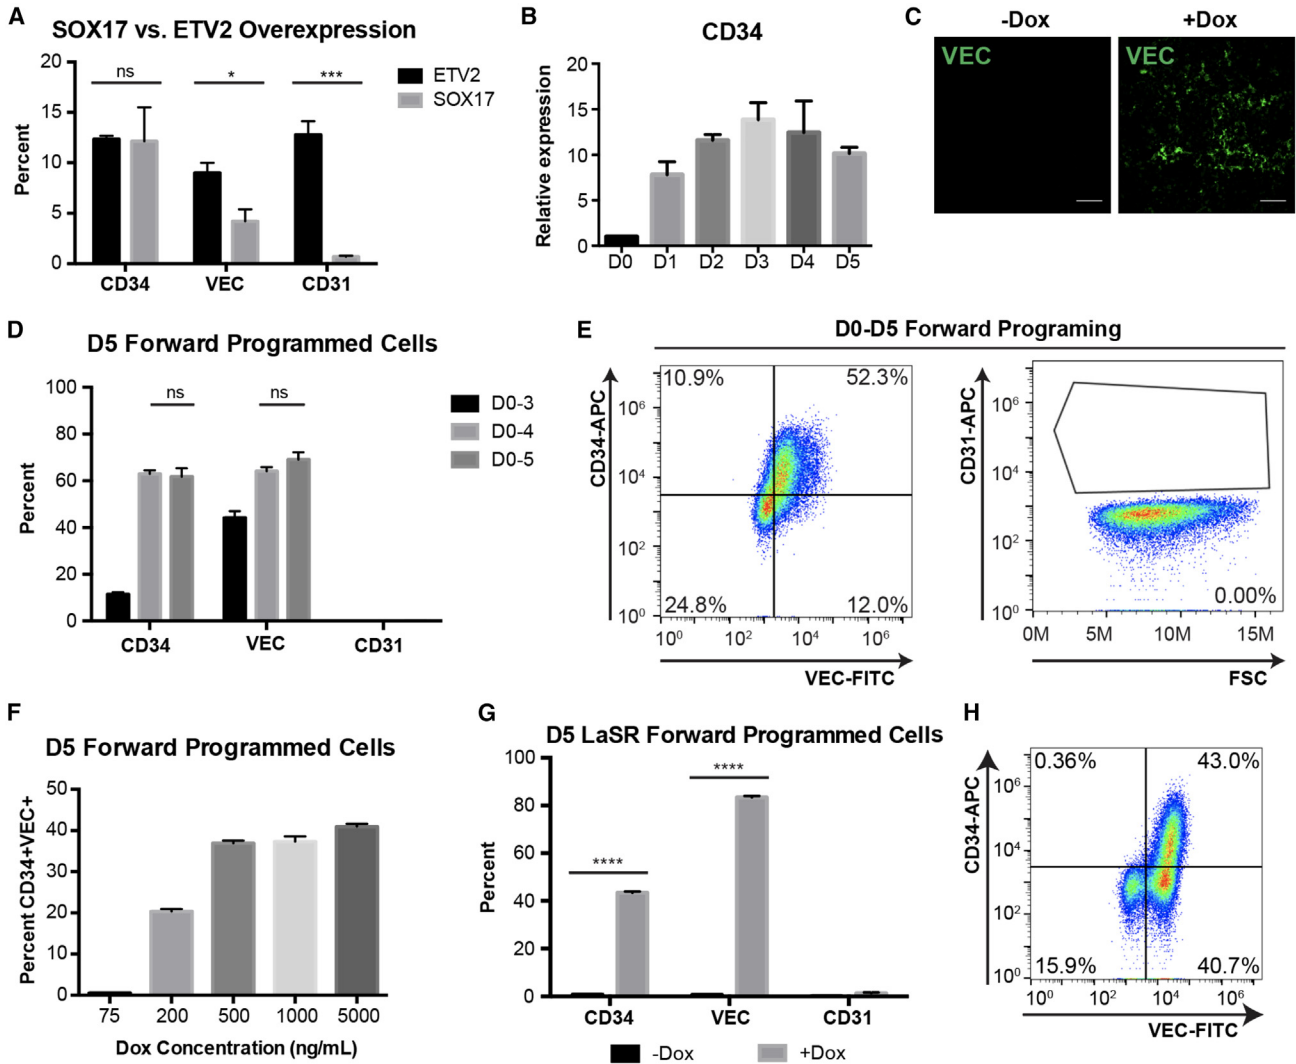 A
SOX17 vs. ETV2 Overexpression
20
15
10
5
0
Percent
ns
*
***
ETV2
SOX17
CD34
VEC
CD31
B
CD34
20
15
10
5
0
Relative expression
D0
D1
D2
D3
D4
D5
C
-Dox
+Dox
VEC
VEC
D
D5 Forward Programmed Cells
100
80
60
40
20
0
Percent
ns
ns
D0-3
D0-4
D0-5
CD34
VEC
CD31
E
D0-D5 Forward Programing
10.9%
52.3%
24.8%
12.0%
CD34-APC
10⁶
10⁴
10²
10⁰
10⁰
10²
10⁴
10⁶
VEC-FITC
CD31-APC
10⁶
10⁴
10²
10⁰
0.00%
0M
5M
10M
15M
FSC
F
D5 Forward Programmed Cells
50
40
30
20
10
0
Percent CD34+VEC+
75
200
500
1000
5000
Dox Concentration (ng/mL)
G
D5 LaSR Forward Programmed Cells
100
80
60
40
20
0
Percent
****
****
CD34
VEC
CD31
-Dox
+Dox
H
0.36%
43.0%
15.9%
40.7%
CD34-APC
10⁶
10⁴
10²
10⁰
10⁰
10²
10⁴
10⁶
VEC-FITC